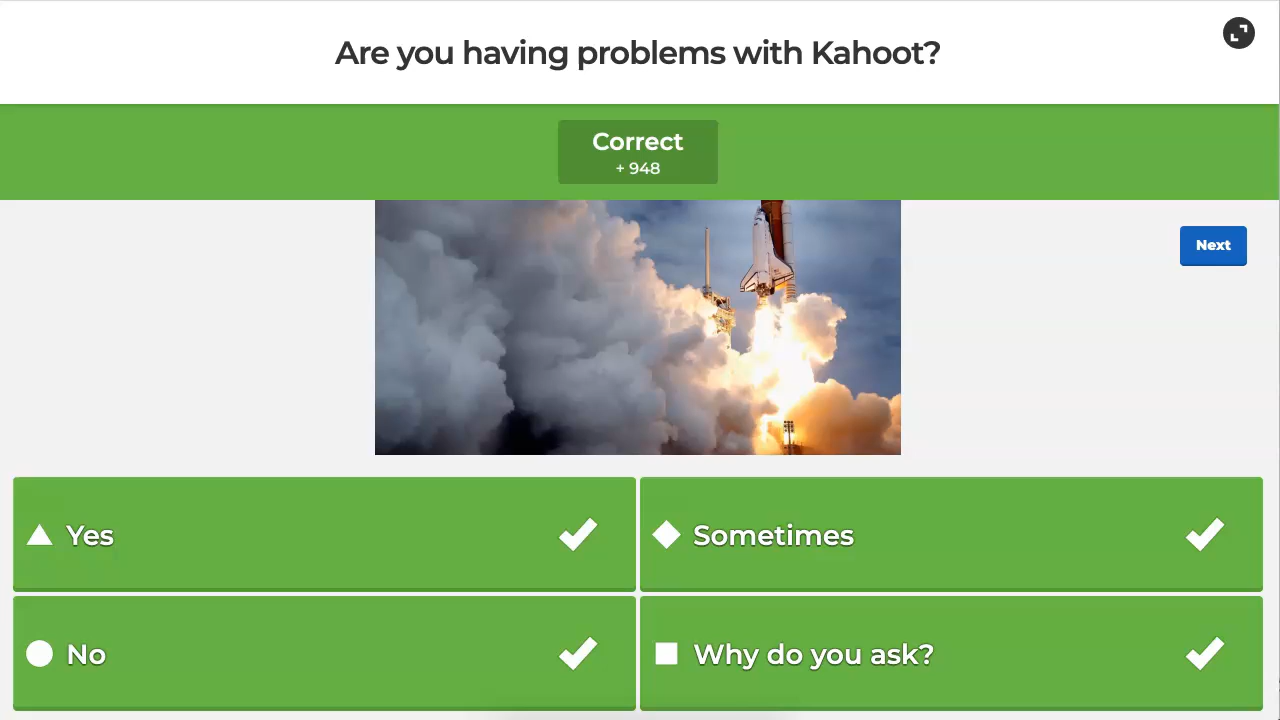 Are you having problems with Kahoot?
Correct
+ 948
Next
Yes
Sometimes
No
Why do you ask?